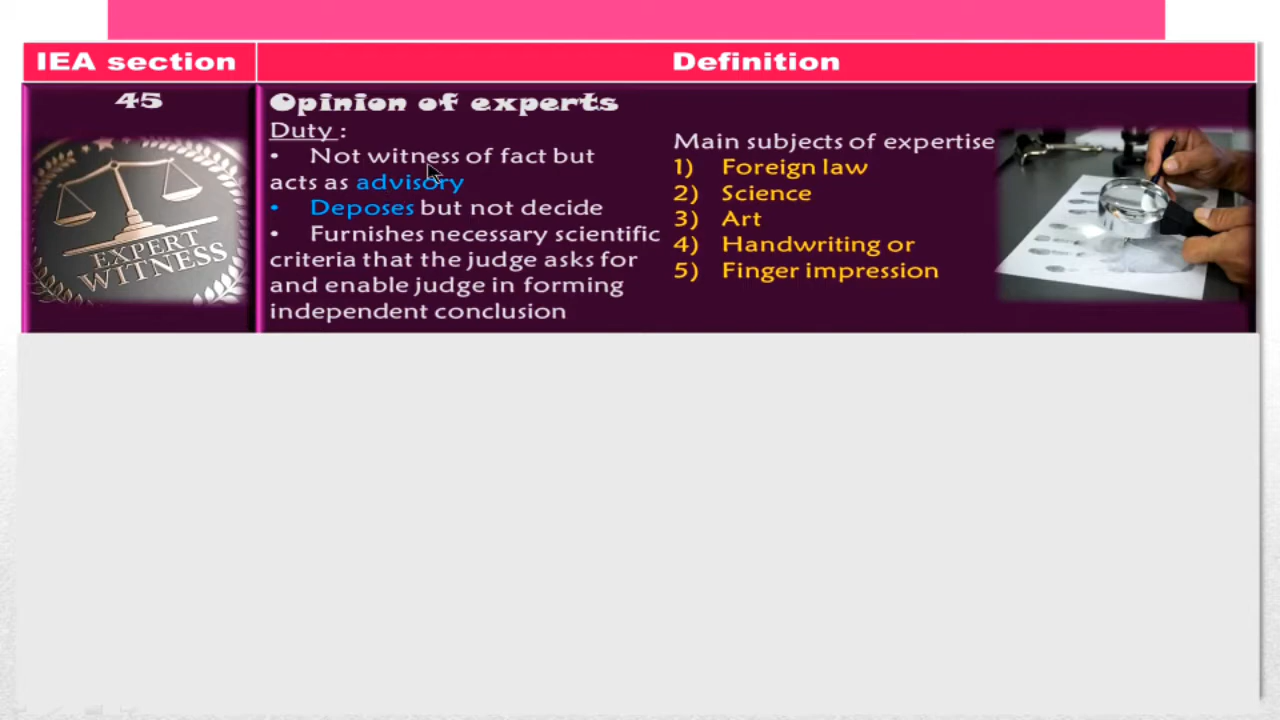 IEA section
Definition
45
EXPERT
WITNESS
Opinion of experts
Duty :
• Not witness of fact but
acts as advisory
• Deposes but not decide
• Furnishes necessary scientific
criteria that the judge asks for
and enable judge in forming
independent conclusion
Main subjects of expertise
1) Foreign law
2) Science
3) Art
4) Handwriting or
5) Finger impression